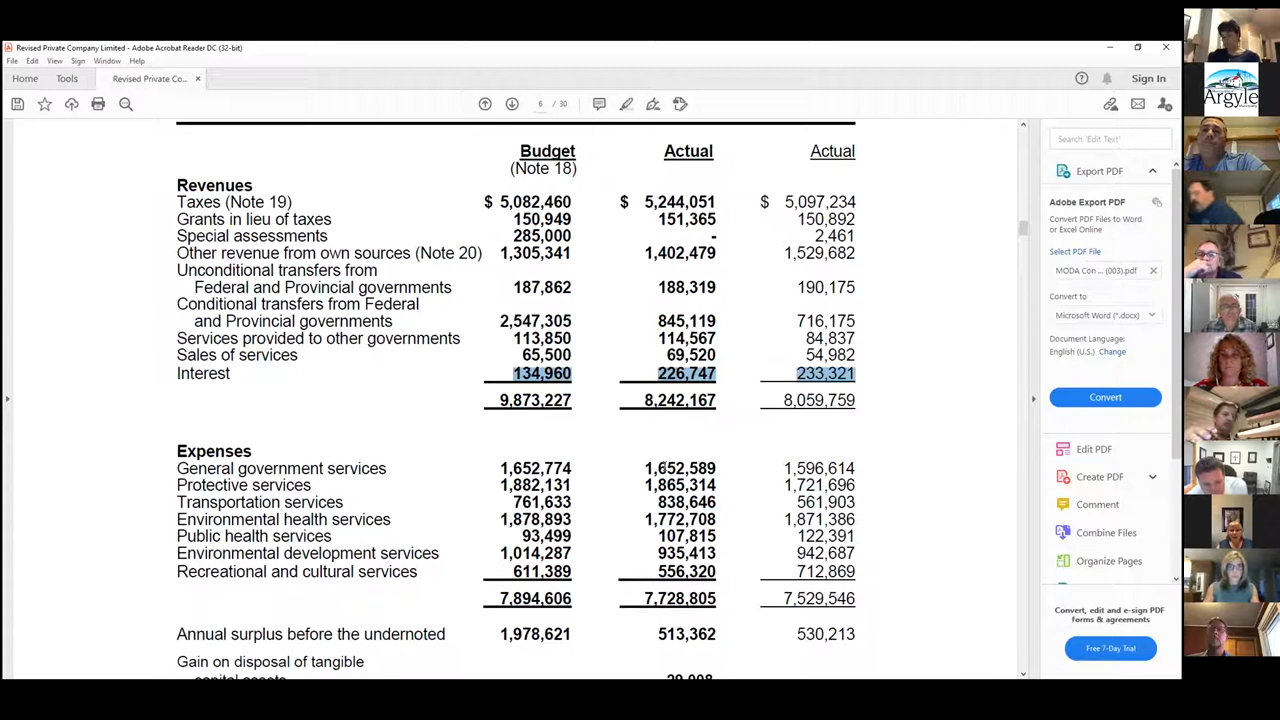 Revised Private Company Limited - Adobe Acrobat Reader DC (32-bit)
File Edit View Sign Window Help
Home Tools Revised Private Co... × Sign In
6 / 30
Budget Actual Actual
(Note 18)
Revenues
Taxes (Note 19) $ 5,082,460 $ 5,244,051 $ 5,097,234
Grants in lieu of taxes 150,949 151,365 150,892
Special assessments 285,000 - 2,461
Other revenue from own sources (Note 20) 1,305,341 1,402,479 1,529,682
Unconditional transfers from
Federal and Provincial governments 187,862 188,319 190,175
Conditional transfers from Federal
and Provincial governments 2,547,305 845,119 716,175
Services provided to other governments 113,850 114,567 84,837
Sales of services 65,500 69,520 54,982
Interest 134,960 226,747 233,321
9,873,227 8,242,167 8,059,759
Expenses
General government services 1,652,774 1,652,589 1,596,614
Protective services 1,882,131 1,865,314 1,721,696
Transportation services 761,633 838,646 561,903
Environmental health services 1,878,893 1,772,708 1,871,386
Public health services 93,499 107,815 122,391
Environmental development services 1,014,287 935,413 942,687
Recreational and cultural services 611,389 556,320 712,869
7,894,606 7,728,805 7,529,546
Annual surplus before the undernoted 1,978,621 513,362 530,213
Gain on disposal of tangible
capital assets 29,008
Search 'Edit Text'
Export PDF
Adobe Export PDF
Convert PDF Files to Word
or Excel Online
Select PDF File
MODA Con ... (003).pdf ×
Convert to
Microsoft Word (*.docx)
Document Language:
English (U.S.) Change
Convert
Edit PDF
Create PDF
Comment
Combine Files
Organize Pages
Convert, edit and e-sign PDF
forms & agreements
Free 7-Day Trial
Argyle